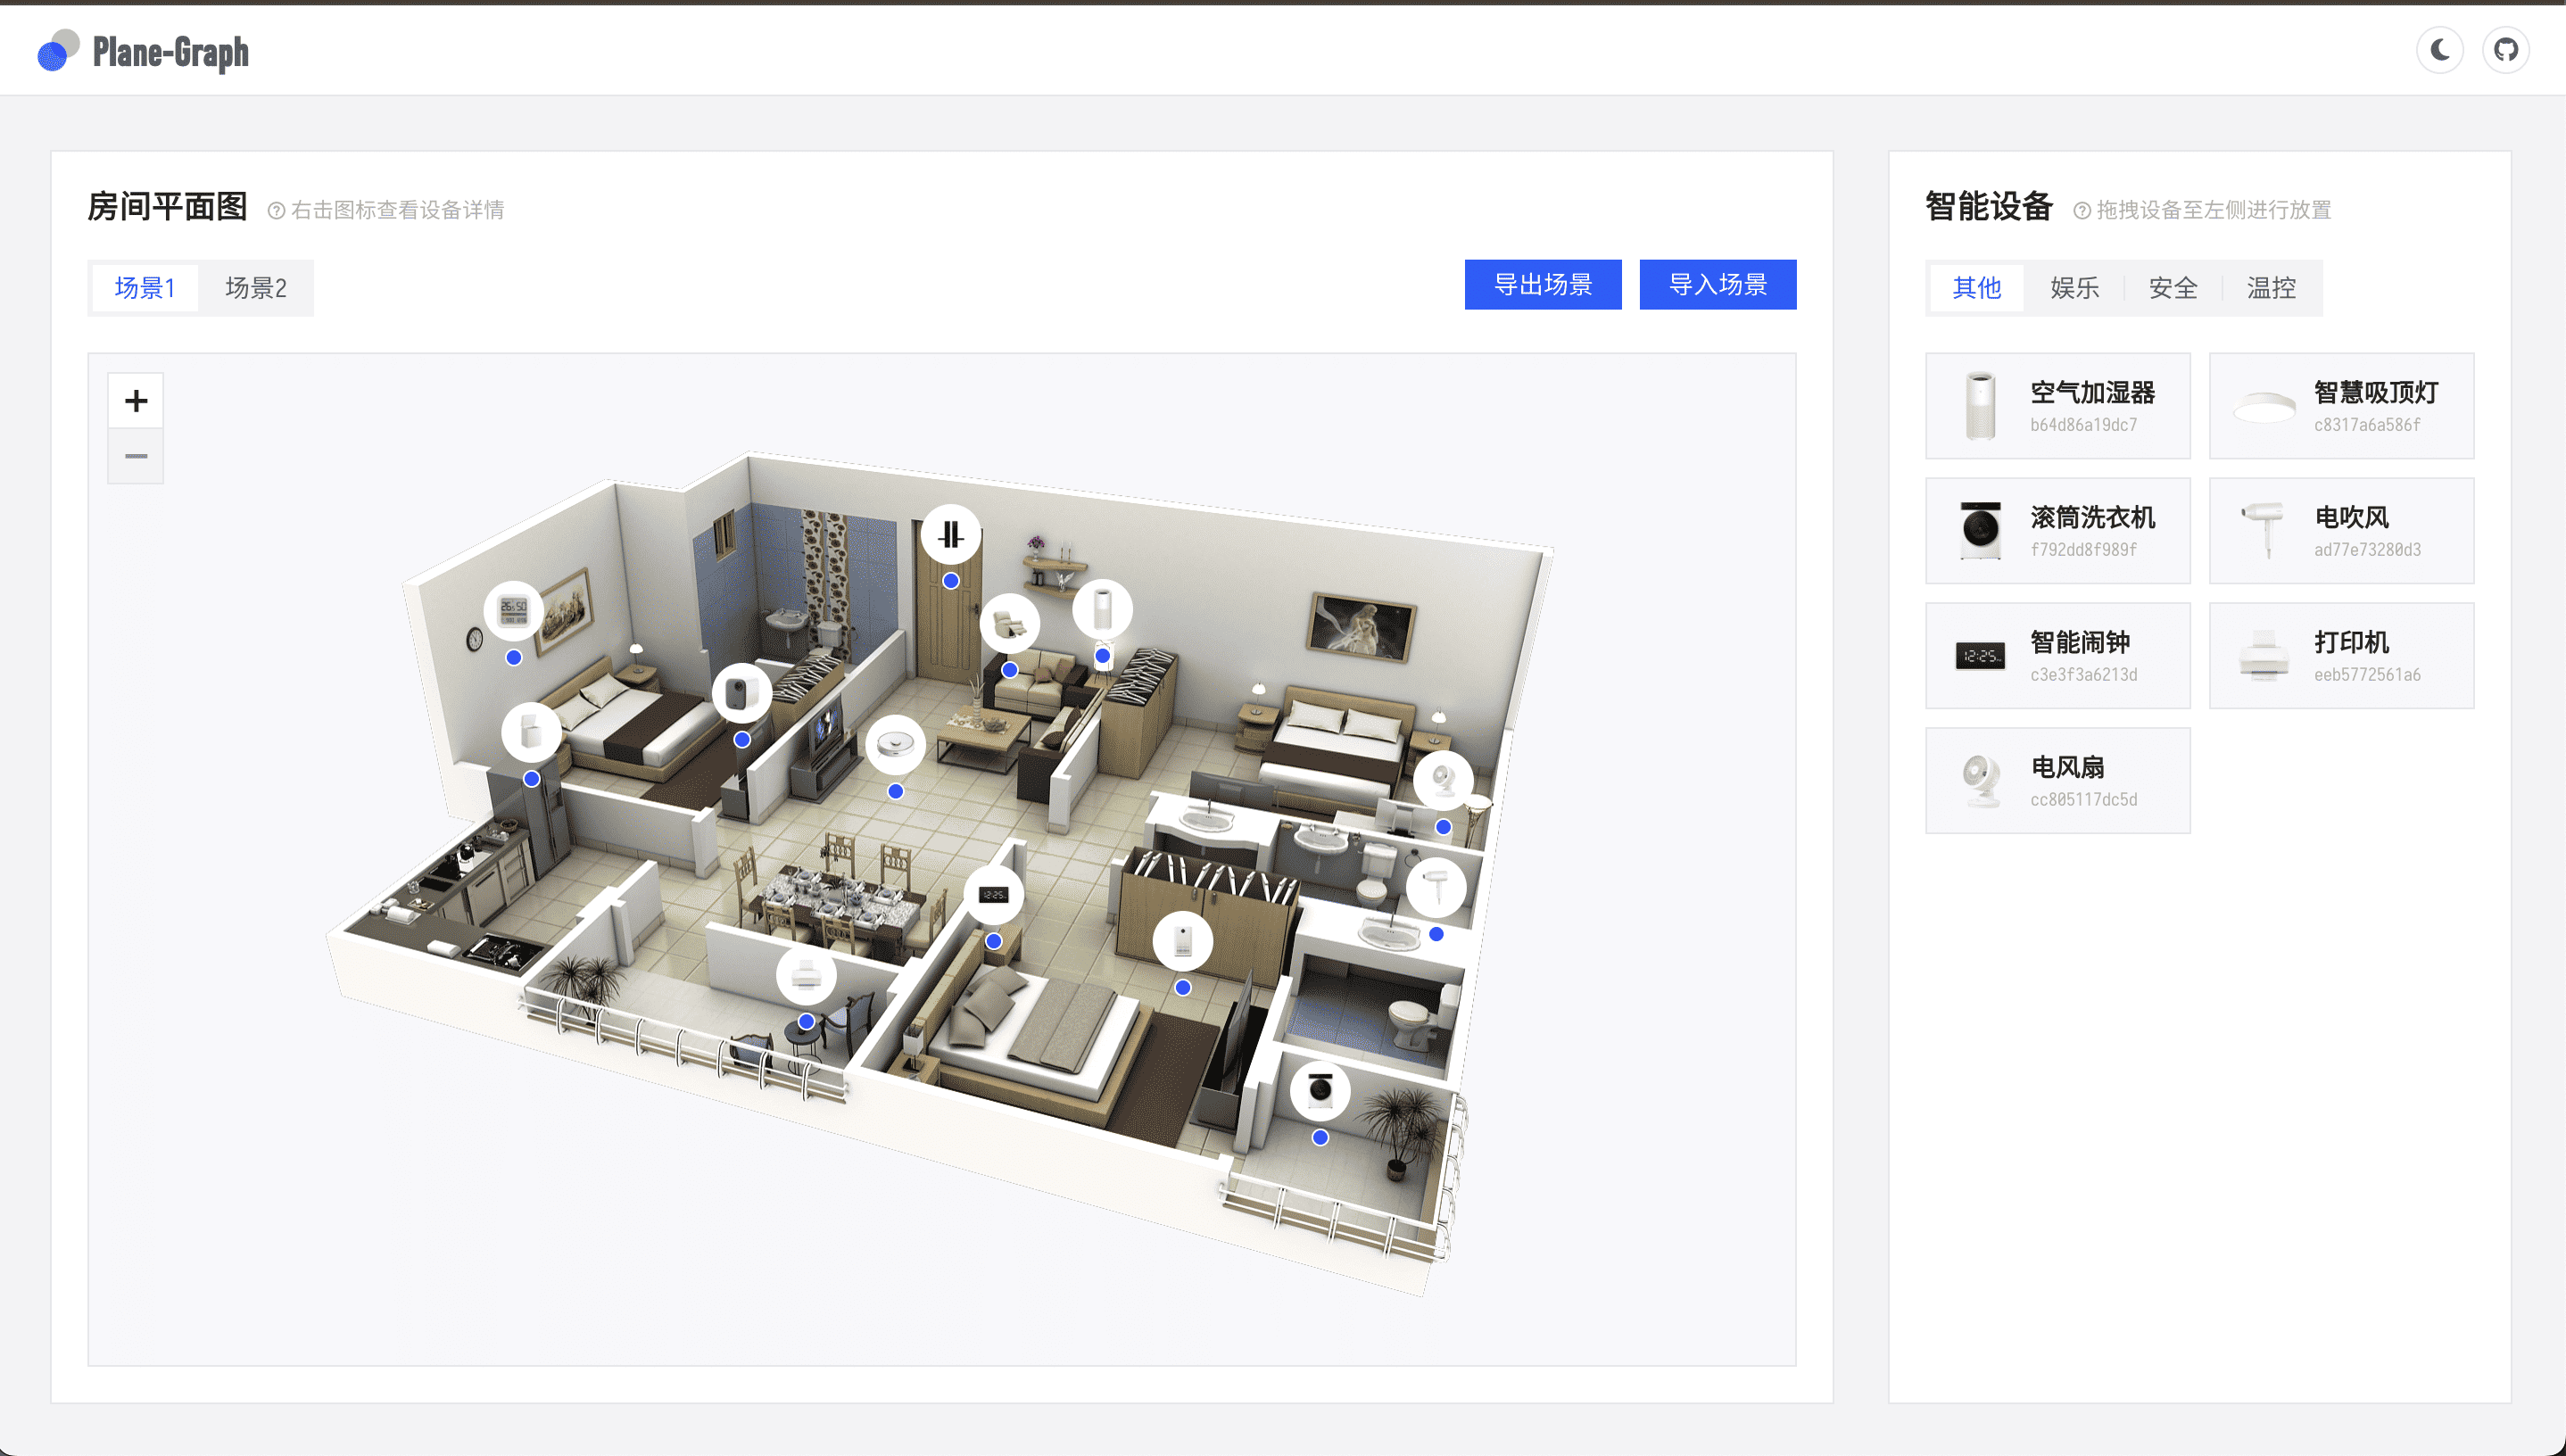 Plane-Graph
房间平面图
右击图标查看设备详情
场景1
场景2
导出场景
导入场景
智能设备
拖拽设备至左侧进行放置
其他
娱乐
安全
温控
空气加湿器
b64d86a19dc7
智慧吸顶灯
c8317a6a586f
滚筒洗衣机
f792dd8f989f
电吹风
ad77e73280d3
智能闹钟
c3e3f3a6213d
12:25
打印机
eeb5772561a6
电风扇
cc805117dc5d
12:25